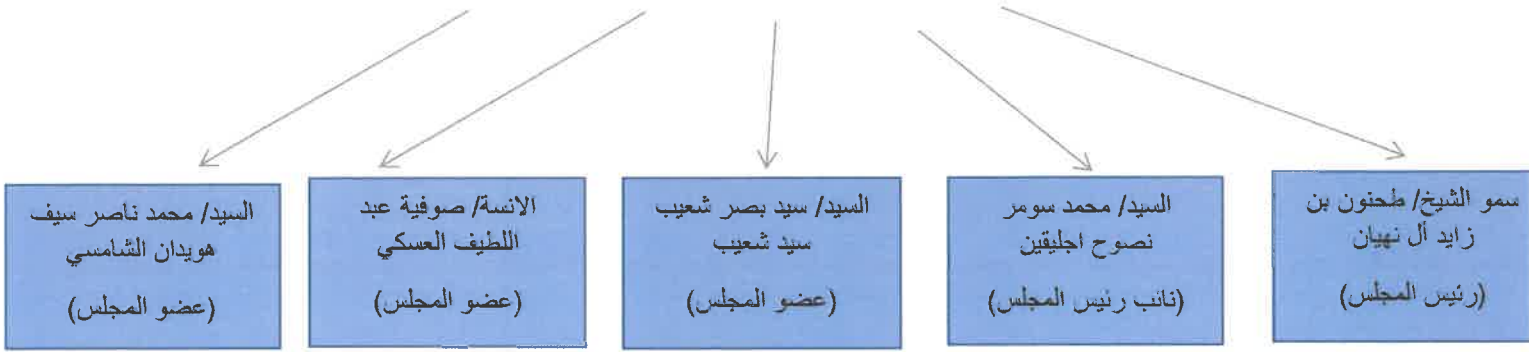 سمو الشيخ/ طحنون بن
زايد آل نهيان
(رئيس المجلس)
السيد/ محمد سومر
نصوح اجليقين
(نائب رئيس المجلس)
السيد/ سيد بصر شعيب
سيد شعيب
(عضو المجلس)
الانسة/ صوفية عبد
اللطيف العسكي
(عضو المجلس)
السيد/ محمد ناصر سيف
هويدان الشامسي
(عضو المجلس)